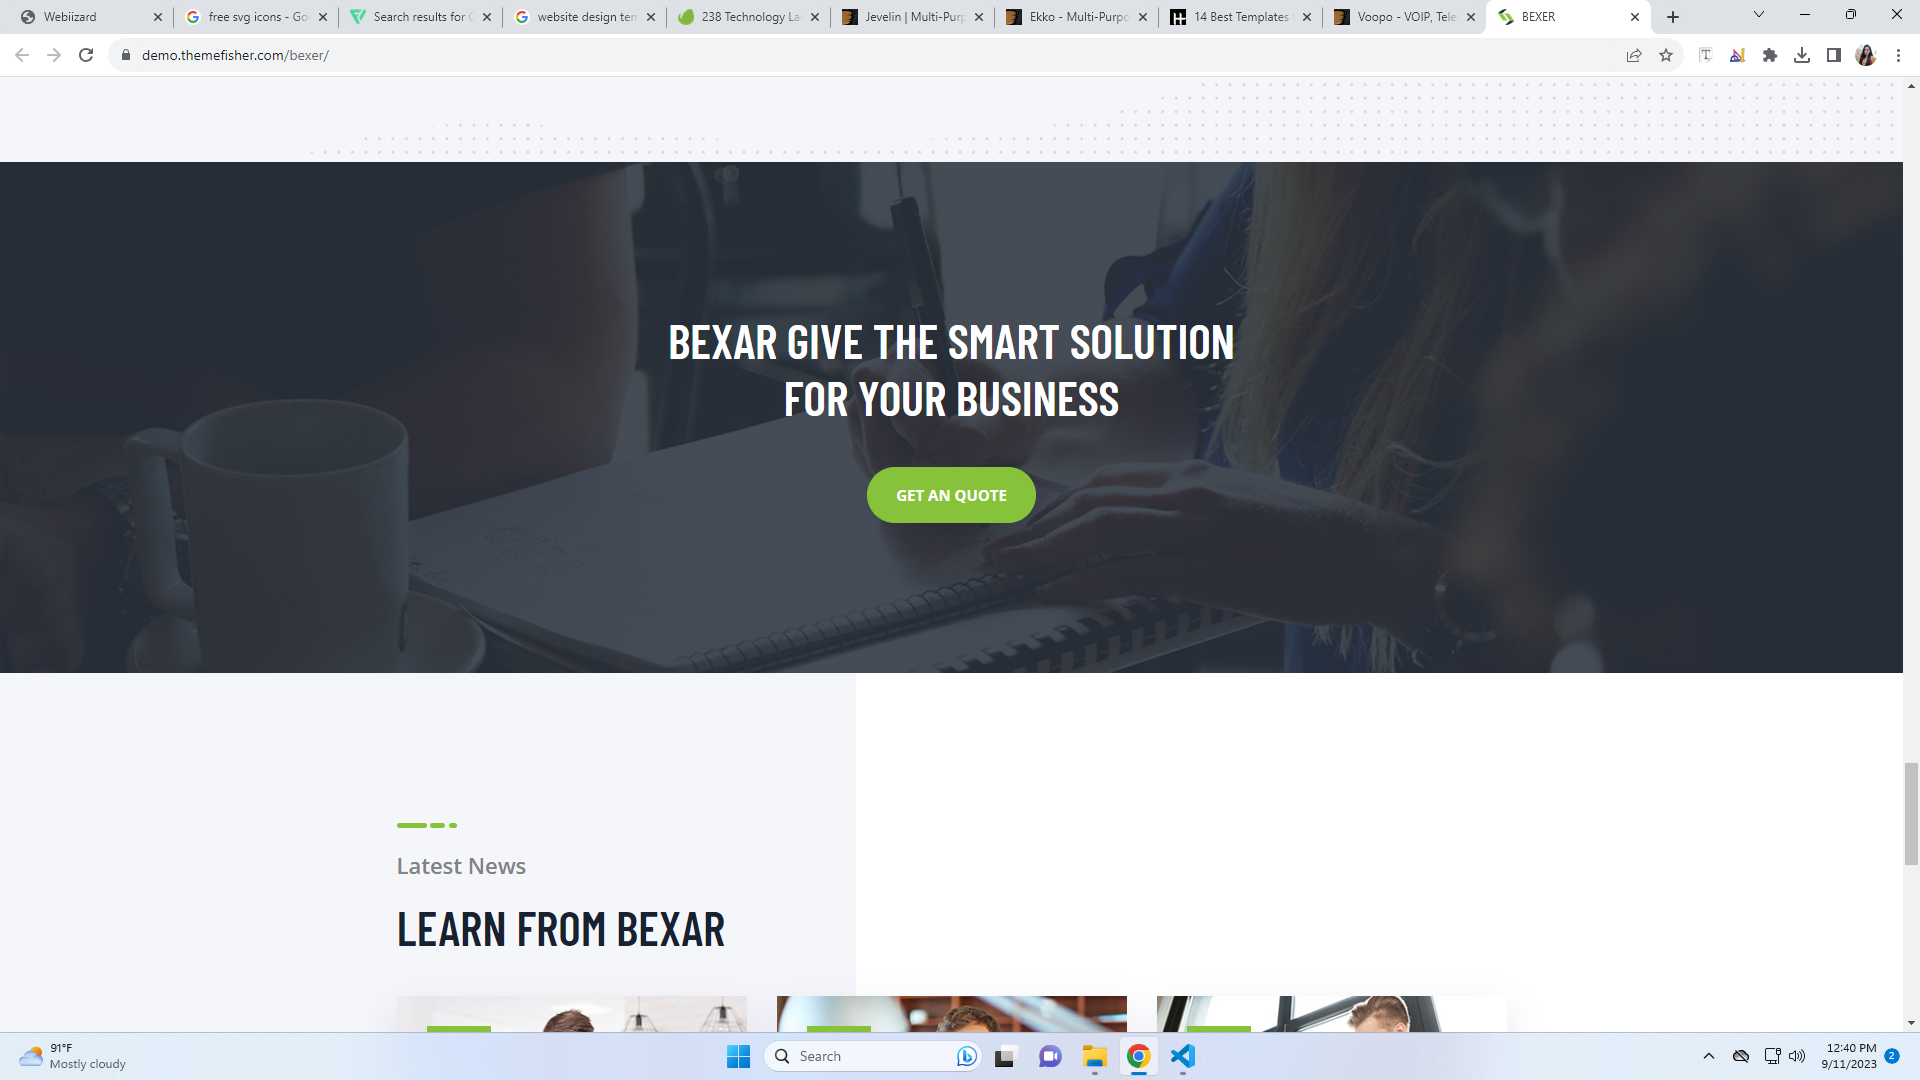 Webiizard
free svg icons - Goo
Search results for C
website design tem
238 Technology La
Jevelin | Multi-Purp
Ekko - Multi-Purpo
14 Best Templates
Voopo - VOIP, Tele
BEXER
demo.themefisher.com/bexer/
BEXAR GIVE THE SMART SOLUTION
FOR YOUR BUSINESS
GET AN QUOTE
Latest News
LEARN FROM BEXAR
91°F
Mostly cloudy
Search
12:40 PM
9/11/2023
2